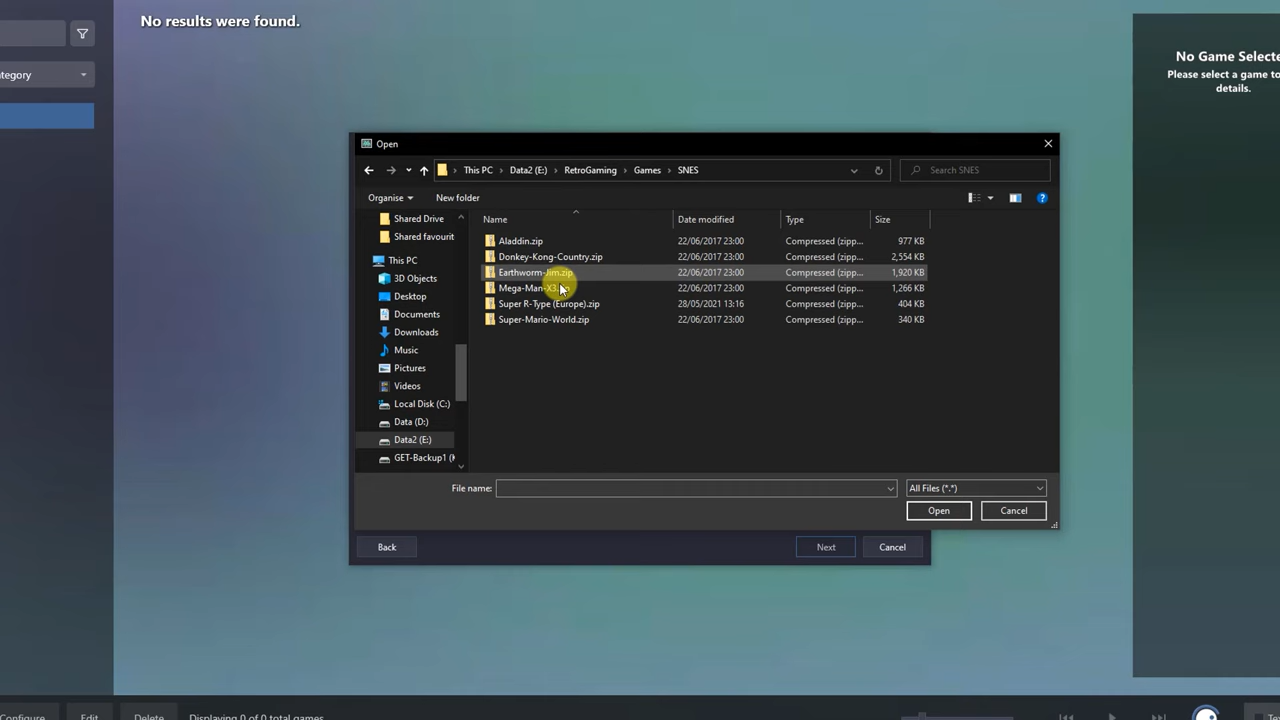 No results were found.
ategory
No Game Selecte
Please select a game to
details.
Open
This PC > Data2 (E:) > RetroGaming > Games > SNES
Search SNES
Organise
New folder
Name
Date modified
Type
Size
Shared Drive
Shared favourit
This PC
3D Objects
Desktop
Documents
Downloads
Music
Pictures
Videos
Local Disk (C:)
Data (D:)
Data2 (E:)
GET-Backup1 (K
Aladdin.zip 22/06/2017 23:00 Compressed (zipp... 977 KB
Donkey-Kong-Country.zip 22/06/2017 23:00 Compressed (zipp... 2,554 KB
Earthworm-Jim.zip 22/06/2017 23:00 Compressed (zipp... 1,920 KB
Mega-Man-X3.zip 22/06/2017 23:00 Compressed (zipp... 1,266 KB
Super R-Type (Europe).zip 28/05/2021 13:16 Compressed (zipp... 404 KB
Super-Mario-World.zip 22/06/2017 23:00 Compressed (zipp... 340 KB
File name:
All Files (*.*)
Open
Cancel
Back
Next
Cancel
Configure
Edit
Delete
Displaying 0 of 0 total games